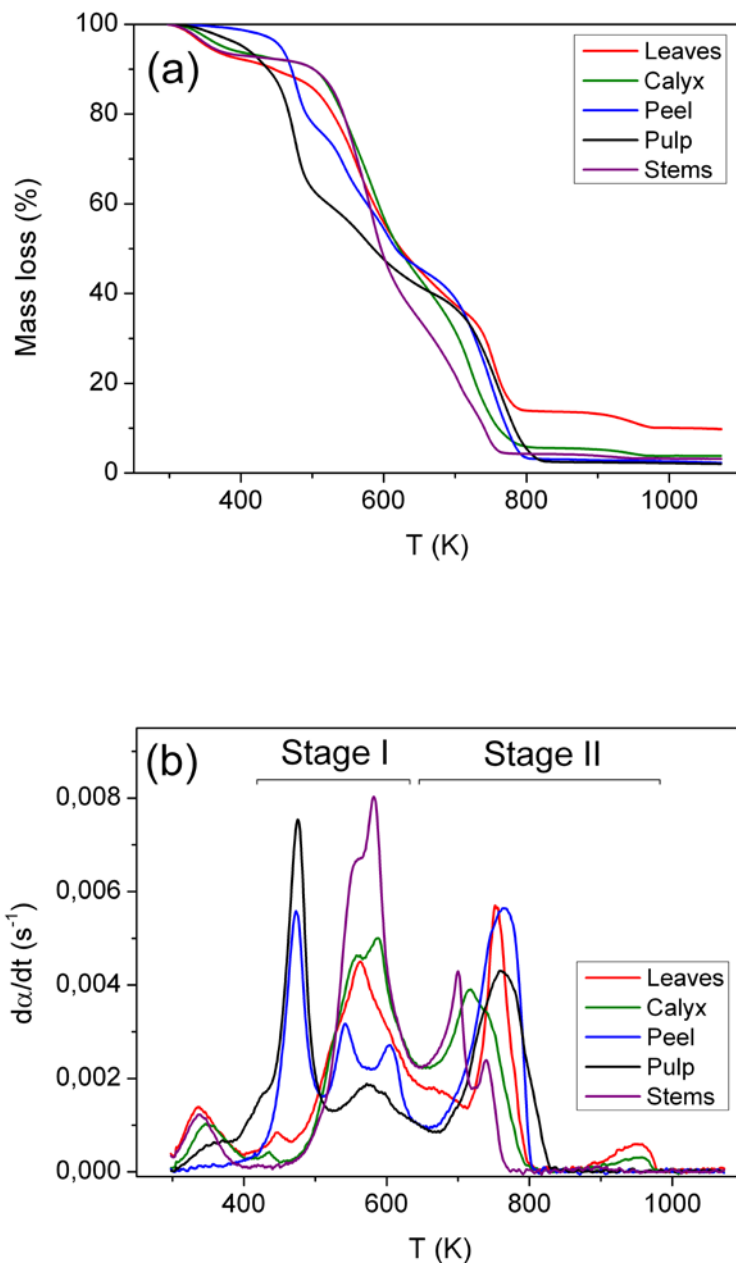 (a)
100
80
60
40
20
0
Mass loss (%)
400 600 800 1000
T (K)
Leaves
Calyx
Peel
Pulp
Stems
(b)
Stage I Stage II
0,008
0,006
0,004
0,002
0,000
dα/dt (s⁻¹)
400 600 800 1000
T (K)
Leaves
Calyx
Peel
Pulp
Stems